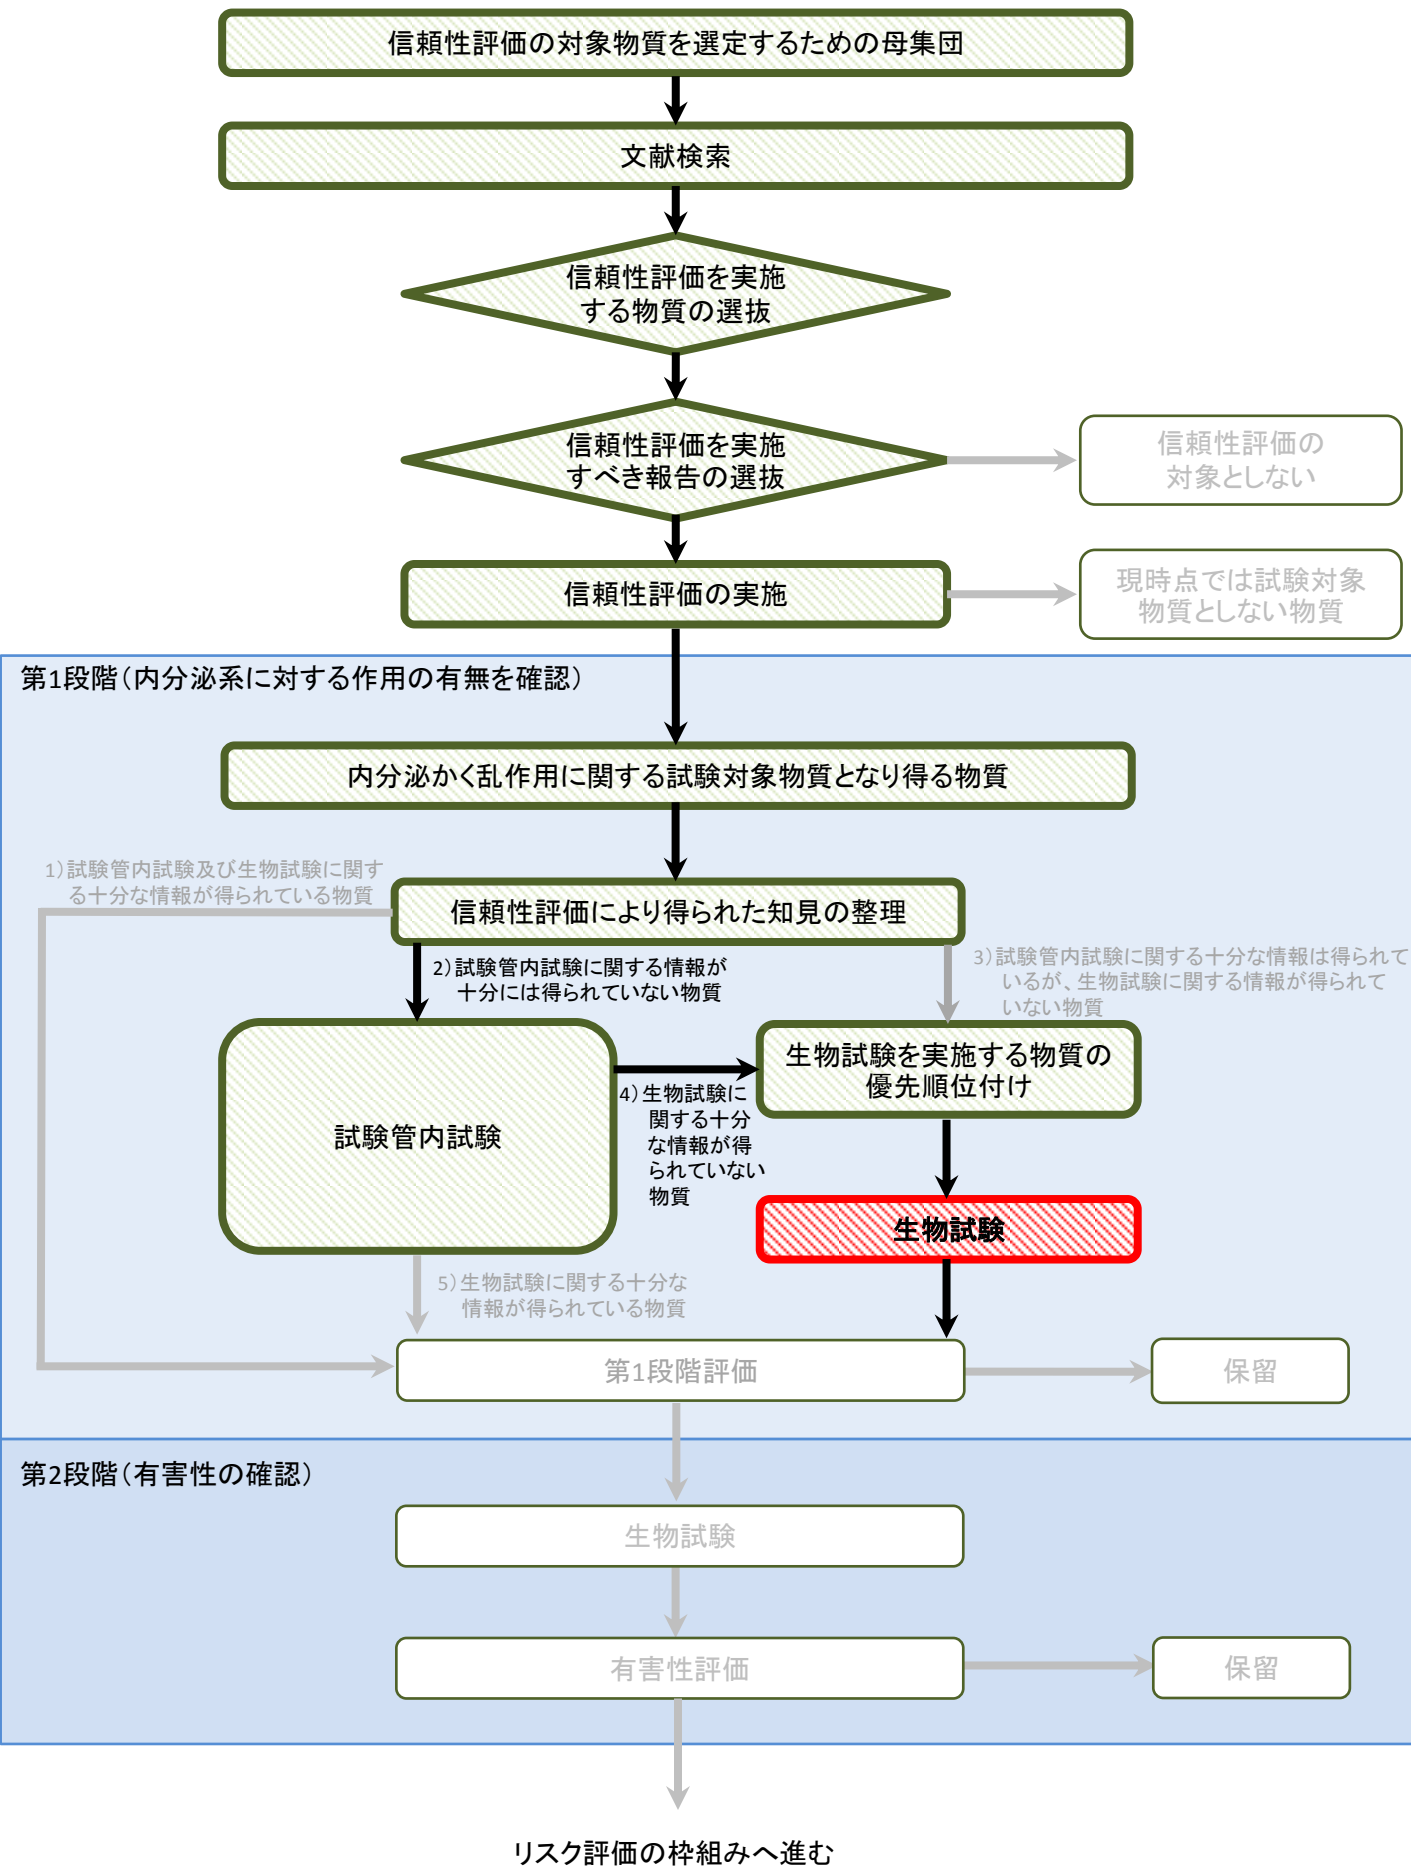 信頼性評価の対象物質を選定するための母集団
文献検索
信頼性評価を実施
する物質の選抜
信頼性評価を実施
すべき報告の選抜
信頼性評価の
対象としない
信頼性評価の実施
現時点では試験対象
物質としない物質
第1段階（内分泌系に対する作用の有無を確認）
内分泌かく乱作用に関する試験対象物質となり得る物質
1）試験管内試験及び生物試験に関す
る十分な情報が得られている物質
信頼性評価により得られた知見の整理
2）試験管内試験に関する情報が
十分には得られていない物質
3）試験管内試験に関する十分な情報は得られて
いるが、生物試験に関する情報が得られて
いない物質
生物試験を実施する物質の
優先順位付け
試験管内試験
4）生物試験に
関する十分
な情報が得
られていない
物質
生物試験
5）生物試験に関する十分な
情報が得られている物質
第1段階評価
保留
第2段階（有害性の確認）
生物試験
有害性評価
保留
リスク評価の枠組みへ進む